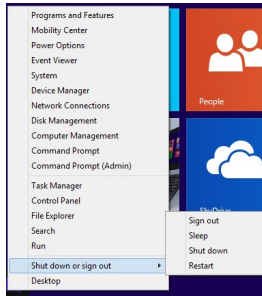 Programs and Features
Mobility Center
Power Options
Event Viewer
System
Device Manager
Network Connections
Disk Management
Computer Management
Command Prompt
Command Prompt (Admin)
Task Manager
Control Panel
File Explorer
Search
Run
Shut down or sign out
Desktop
People
SkyDrive
Sign out
Sleep
Shut down
Restart